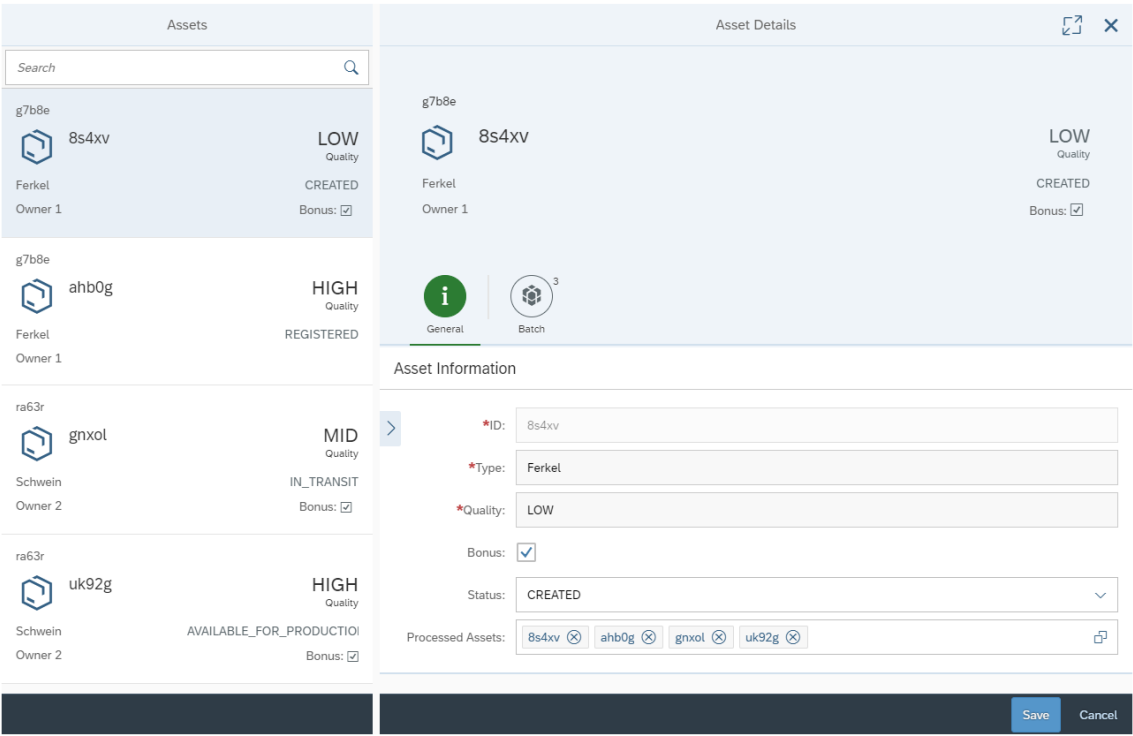 Assets
Search
g7b8e
8s4xv LOW
Quality
Ferkel CREATED
Owner 1 Bonus:
g7b8e
ahb0g HIGH
Quality
Ferkel REGISTERED
Owner 1
ra63r
gnxol MID
Quality
Schwein IN_TRANSIT
Owner 2 Bonus:
ra63r
uk92g HIGH
Quality
Schwein AVAILABLE_FOR_PRODUCTIO
Owner 2 Bonus:
Asset Details
g7b8e
8s4xv LOW
Quality
Ferkel CREATED
Owner 1 Bonus:
3
General Batch
Asset Information
*ID: 8s4xv
*Type: Ferkel
*Quality: LOW
Bonus:
Status: CREATED
Processed Assets: 8s4xv ahb0g gnxol uk92g
Save Cancel